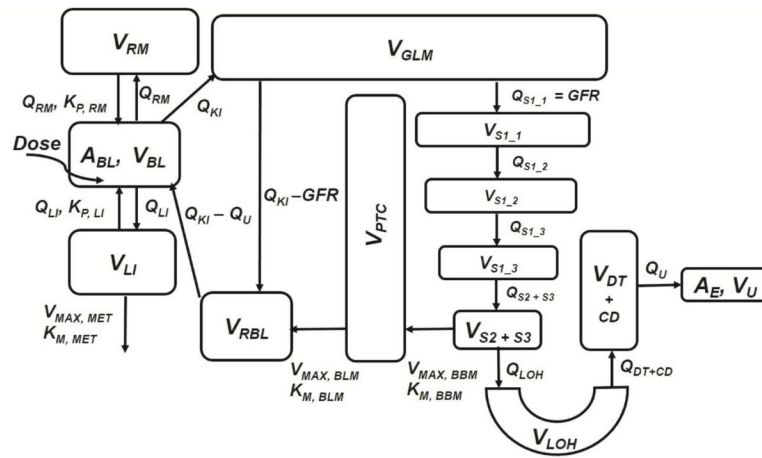 V_RM
V_GLM
Q_RM, K_P, RM
Q_RM
Q_KI
Q_S1_1 = GFR
Dose
A_BL, V_BL
V_S1_1
Q_S1_2
V_S1_2
Q_LI, K_P, LI
Q_LI
Q_KI – Q_U
Q_KI – GFR
V_PTC
Q_S1_3
V_LI
V_S1_3
V_DT
+
CD
Q_U
A_E, V_U
Q_S2 + S3
V_MAX, MET
K_M, MET
V_RBL
V_S2 + S3
V_MAX, BLM
K_M, BLM
V_MAX, BBM
K_M, BBM
Q_LOH
Q_DT+CD
V_LOH